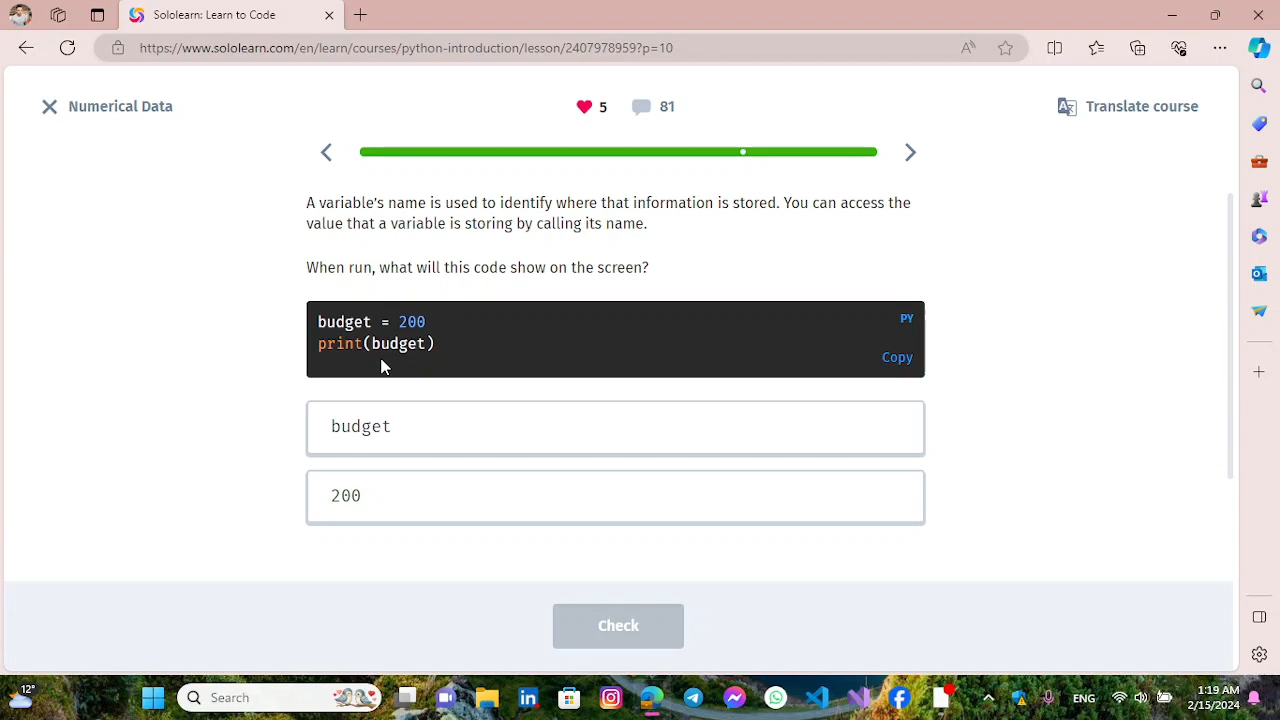 Sololearn: Learn to Code
https://www.sololearn.com/en/learn/courses/python-introduction/lesson/2407978959?p=10
Numerical Data
5
81
Translate course
A variable's name is used to identify where that information is stored. You can access the
value that a variable is storing by calling its name.
When run, what will this code show on the screen?
budget = 200
print(budget)
PY
Copy
budget
200
Check
12°
Search
ENG
1:19 AM
2/15/2024